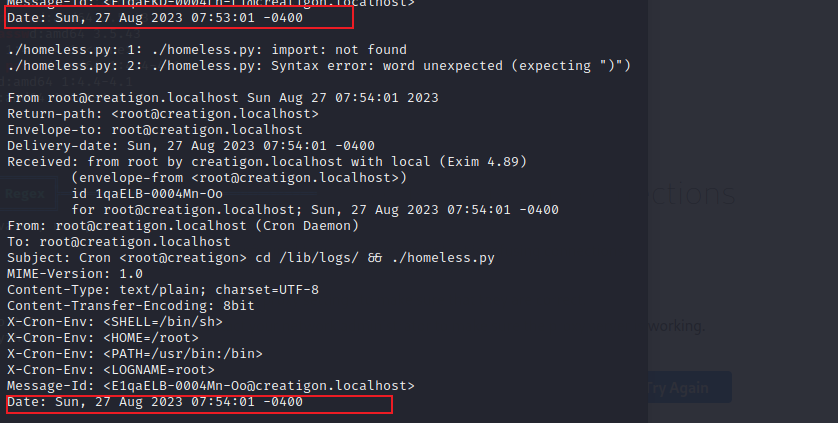 Date: Sun, 27 Aug 2023 07:53:01 -0400
./homeless.py: 1: ./homeless.py: import: not found
./homeless.py: 2: ./homeless.py: Syntax error: word unexpected (expecting ")")
From root@creatigon.localhost Sun Aug 27 07:54:01 2023
Return-path: <root@creatigon.localhost>
Envelope-to: root@creatigon.localhost
Delivery-date: Sun, 27 Aug 2023 07:54:01 -0400
Received: from root by creatigon.localhost with local (Exim 4.89)
(envelope-from <root@creatigon.localhost>)
id 1qaELB-0004Mn-Oo
for root@creatigon.localhost; Sun, 27 Aug 2023 07:54:01 -0400
From: root@creatigon.localhost (Cron Daemon)
To: root@creatigon.localhost
Subject: Cron <root@creatigon> cd /lib/logs/ && ./homeless.py
MIME-Version: 1.0
Content-Type: text/plain; charset=UTF-8
Content-Transfer-Encoding: 8bit
X-Cron-Env: <SHELL=/bin/sh>
X-Cron-Env: <HOME=/root>
X-Cron-Env: <PATH=/usr/bin:/bin>
X-Cron-Env: <LOGNAME=root>
Message-Id: <E1qaELB-0004Mn-Oo@creatigon.localhost>
Date: Sun, 27 Aug 2023 07:54:01 -0400
Regex
ctions
working.
Try Again